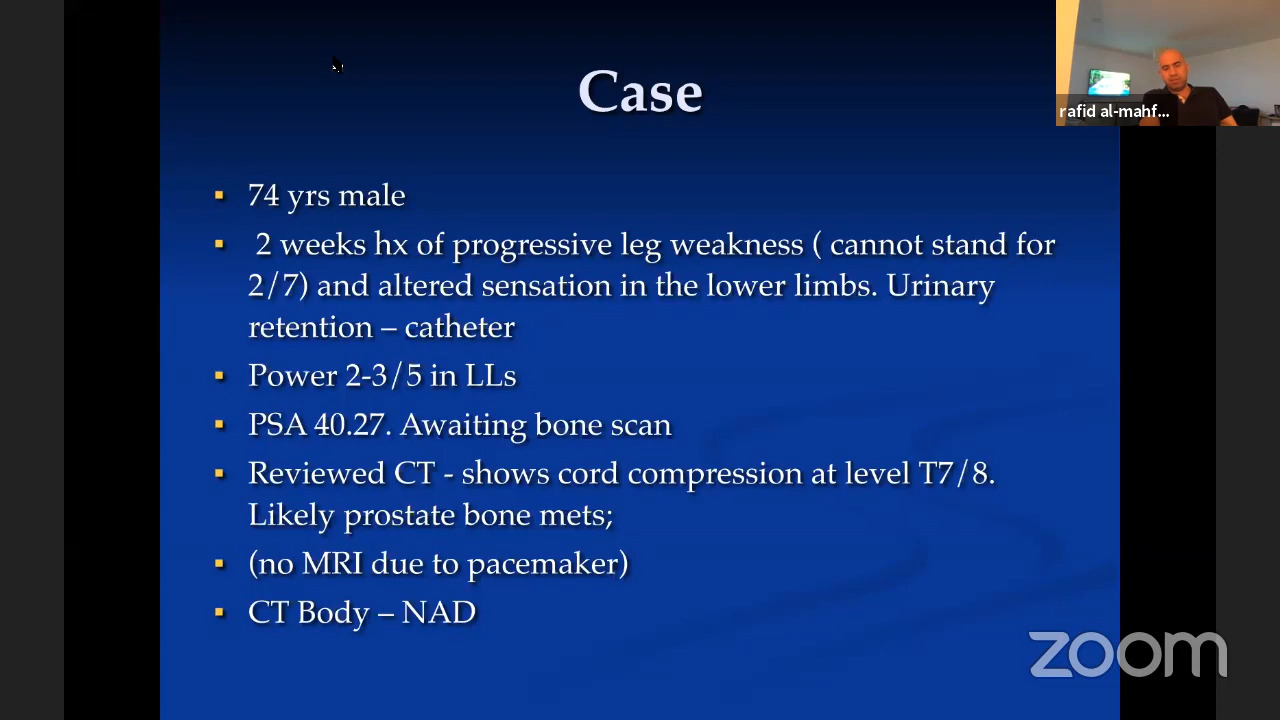 Case
rafid al-mahf...
▪ 74 yrs male
▪ 2 weeks hx of progressive leg weakness ( cannot stand for
2/7) and altered sensation in the lower limbs. Urinary
retention – catheter
▪ Power 2-3/5 in LLs
▪ PSA 40.27. Awaiting bone scan
▪ Reviewed CT - shows cord compression at level T7/8.
Likely prostate bone mets;
▪ (no MRI due to pacemaker)
▪ CT Body – NAD
zoom